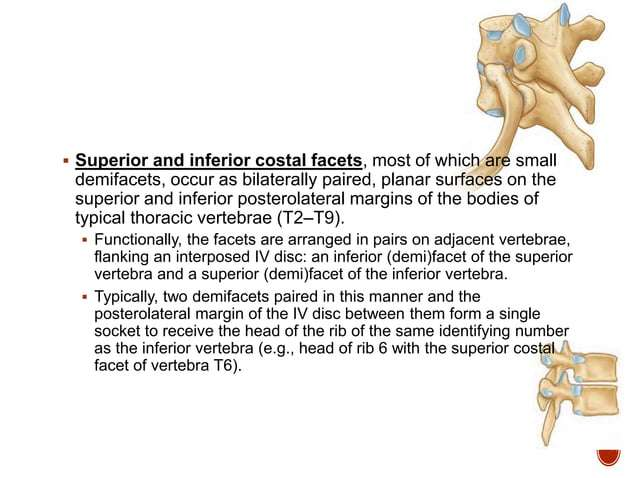 ▪ Superior and inferior costal facets, most of which are small
demifacets, occur as bilaterally paired, planar surfaces on the
superior and inferior posterolateral margins of the bodies of
typical thoracic vertebrae (T2–T9).
▪ Functionally, the facets are arranged in pairs on adjacent vertebrae,
flanking an interposed IV disc: an inferior (demi)facet of the superior
vertebra and a superior (demi)facet of the inferior vertebra.
▪ Typically, two demifacets paired in this manner and the
posterolateral margin of the IV disc between them form a single
socket to receive the head of the rib of the same identifying number
as the inferior vertebra (e.g., head of rib 6 with the superior costal
facet of vertebra T6).